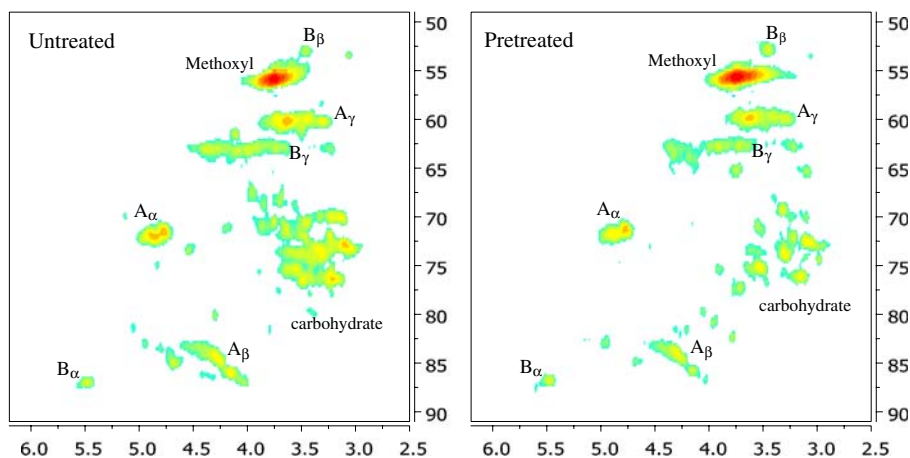 Untreated
Bβ
Methoxyl
Aγ
Bγ
Aα
carbohydrate
Aβ
Bα
6.0 5.5 5.0 4.5 4.0 3.5 3.0 2.5
50
55
60
65
70
75
80
85
90
Pretreated
Bβ
Methoxyl
Aγ
Bγ
Aα
carbohydrate
Aβ
Bα
6.0 5.5 5.0 4.5 4.0 3.5 3.0 2.5
50
55
60
65
70
75
80
85
90